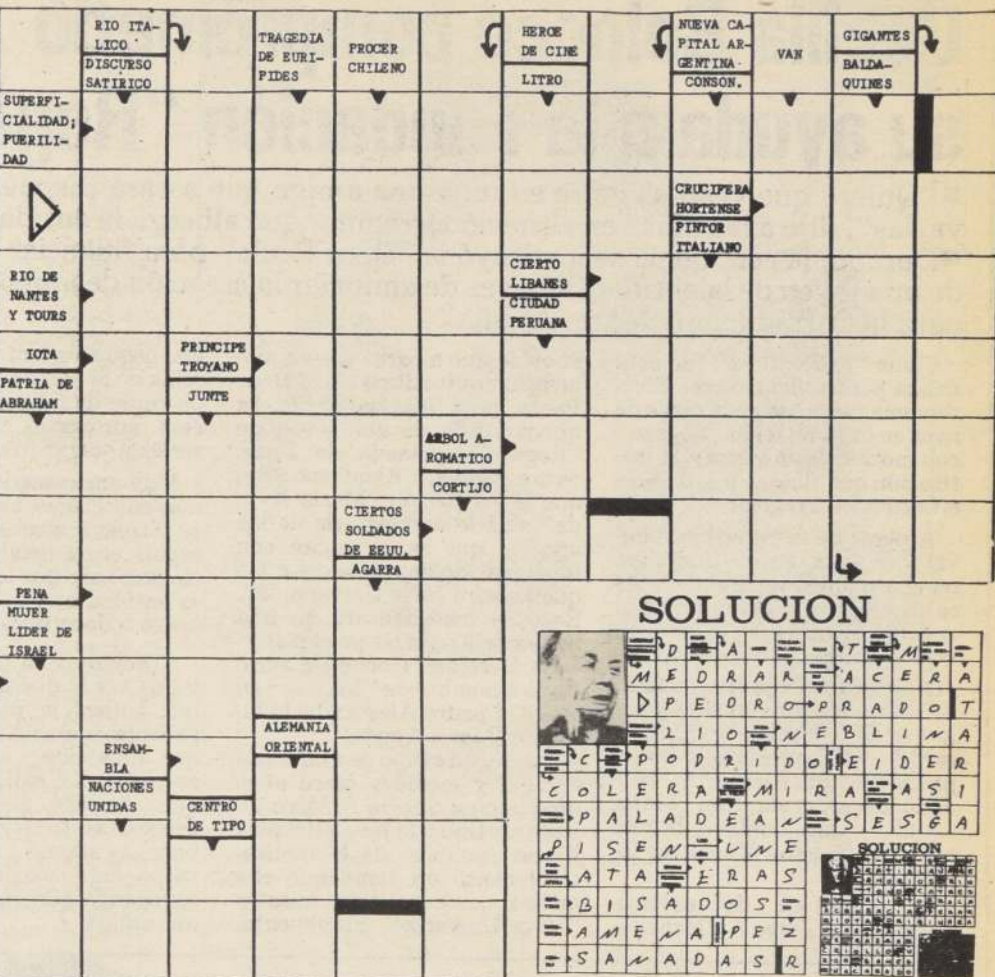 RIO ITA-
LICO
DISCURSO
SATIRICO
TRAGEDIA
DE EURI-
PIDES
PROCER
CHILENO
HEROE
DE CINE
LITRO
NUEVA CA-
PITAL AR-
GENTINA
CONSON.
VAN
GIGANTES
BALDA-
QUINES
SUPERFI-
CIALIDAD;
PUERILI-
DAD
CRUCIFERA
HORTENSE
PINTOR
ITALIANO
RIO DE
NANTES
Y TOURS
CIERTO
LIBANES
CIUDAD
PERUANA
IOTA
PATRIA DE
ABRAHAM
PRINCIPE
TROYANO
JUNTE
ARBOL A-
ROMATICO
CORTIJO
CIERTOS
SOLDADOS
DE EEUU.
AGARRA
PENA
MUJER
LIDER DE
ISRAEL
ALEMANIA
ORIENTAL
ENSAM-
BLA
NACIONES
UNIDAS
CENTRO
DE TIPO
SOLUCION
D A T M
M E D R A R A C E R A
P E D R O P R A D O T
L I O N E B L I N A
C P O D R I D O E I D E R
C O L E R A M I R A A S I
P A L A D E A N S E S G A
P I S E N U N E
A T A E R A S
B I S A D O S
A M E N A P E Z
S A N A D A S R
SOLUCION